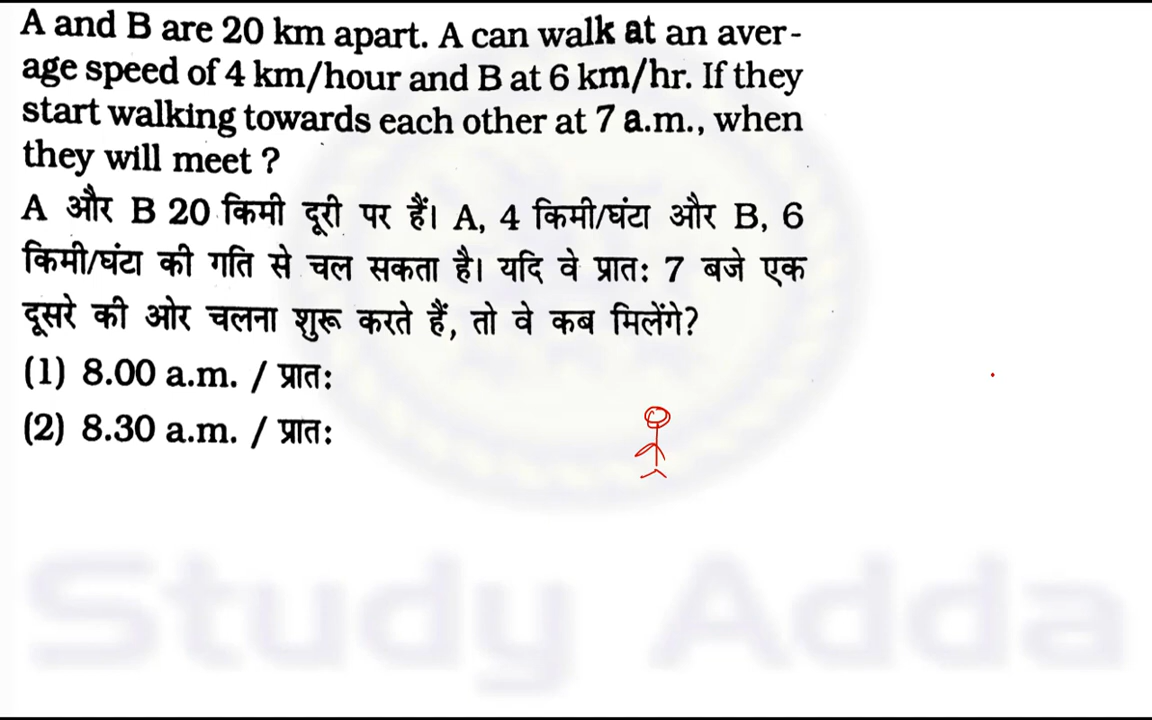 A and B are 20 km apart. A can walk at an aver-
age speed of 4 km/hour and B at 6 km/hr. If they
start walking towards each other at 7 a.m., when
they will meet ?
A और B 20 किमी दूरी पर हैं। A, 4 किमी/घंटा और B, 6
किमी/घंटा की गति से चल सकता है। यदि वे प्रात: 7 बजे एक
दूसरे की ओर चलना शुरू करते हैं, तो वे कब मिलेंगे?
(1) 8.00 a.m. / प्रात:
(2) 8.30 a.m. / प्रात:
Study Adda